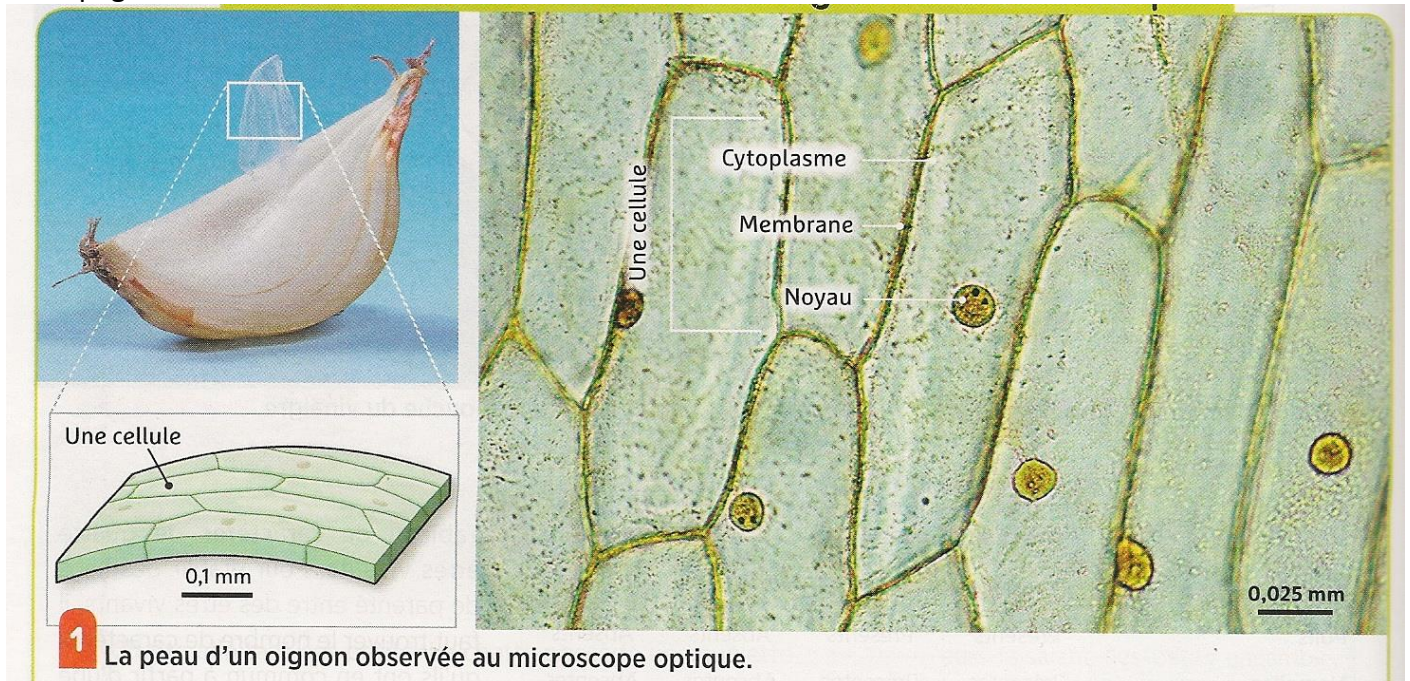 Une cellule
Cytoplasme
Membrane
Noyau
Une cellule
0,1 mm
0,025 mm
1
La peau d'un oignon observée au microscope optique.